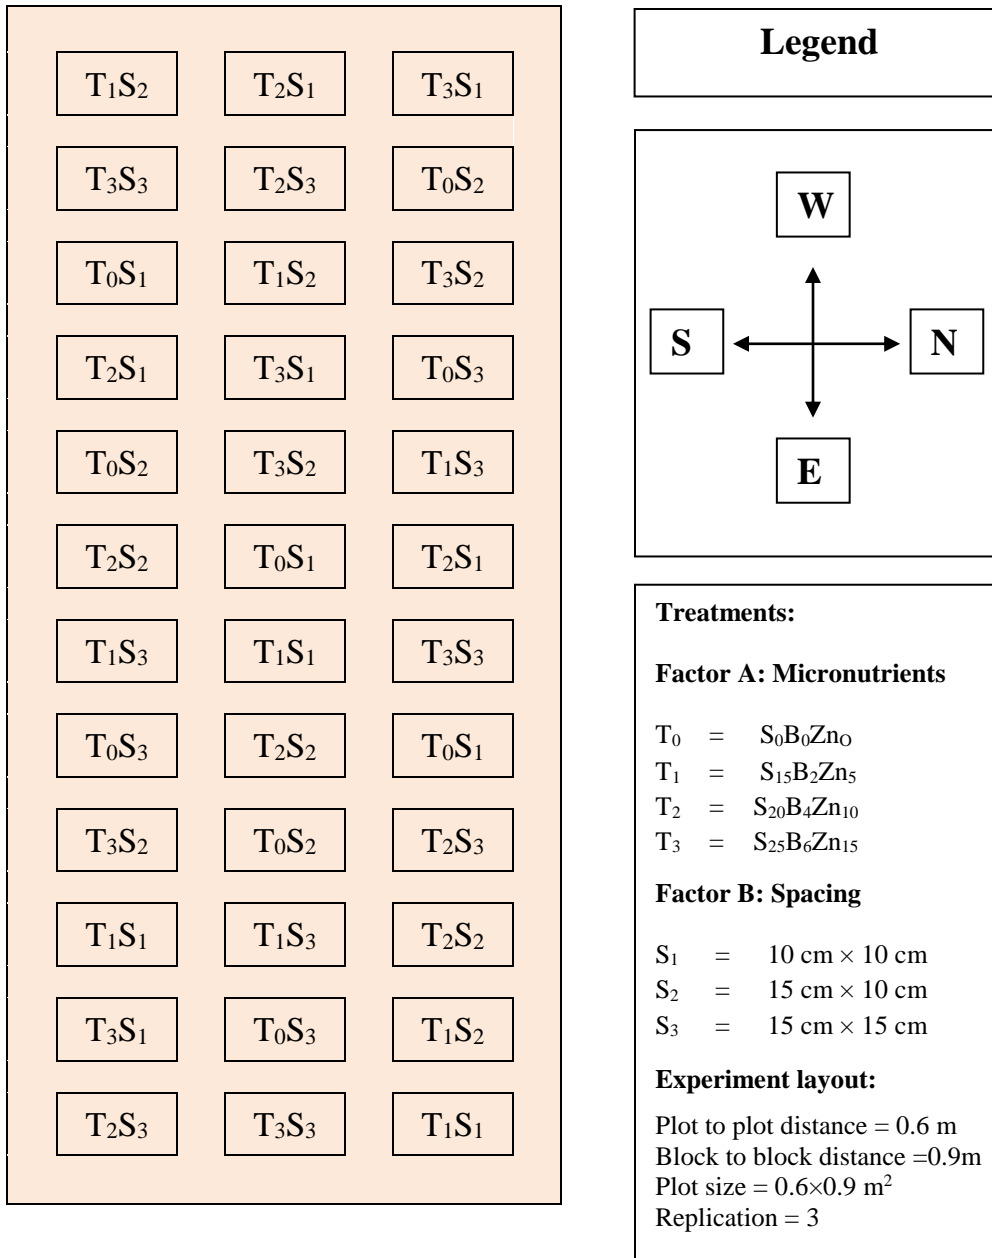 T₁S₂ T₂S₁ T₃S₁
T₃S₃ T₂S₃ T₀S₂
T₀S₁ T₁S₂ T₃S₂
T₂S₁ T₃S₁ T₀S₃
T₀S₂ T₃S₂ T₁S₃
T₂S₂ T₀S₁ T₂S₁
T₁S₃ T₁S₁ T₃S₃
T₀S₃ T₂S₂ T₀S₁
T₃S₂ T₀S₂ T₂S₃
T₁S₁ T₁S₃ T₂S₂
T₃S₁ T₀S₃ T₁S₂
T₂S₃ T₃S₃ T₁S₁
Legend
W
S N
E
Treatments:
Factor A: Micronutrients
T₀ = S₀B₀Zn_O
T₁ = S₁₅B₂Zn₅
T₂ = S₂₀B₄Zn₁₀
T₃ = S₂₅B₆Zn₁₅
Factor B: Spacing
S₁ = 10 cm × 10 cm
S₂ = 15 cm × 10 cm
S₃ = 15 cm × 15 cm
Experiment layout:
Plot to plot distance = 0.6 m
Block to block distance =0.9m
Plot size = 0.6×0.9 m²
Replication = 3